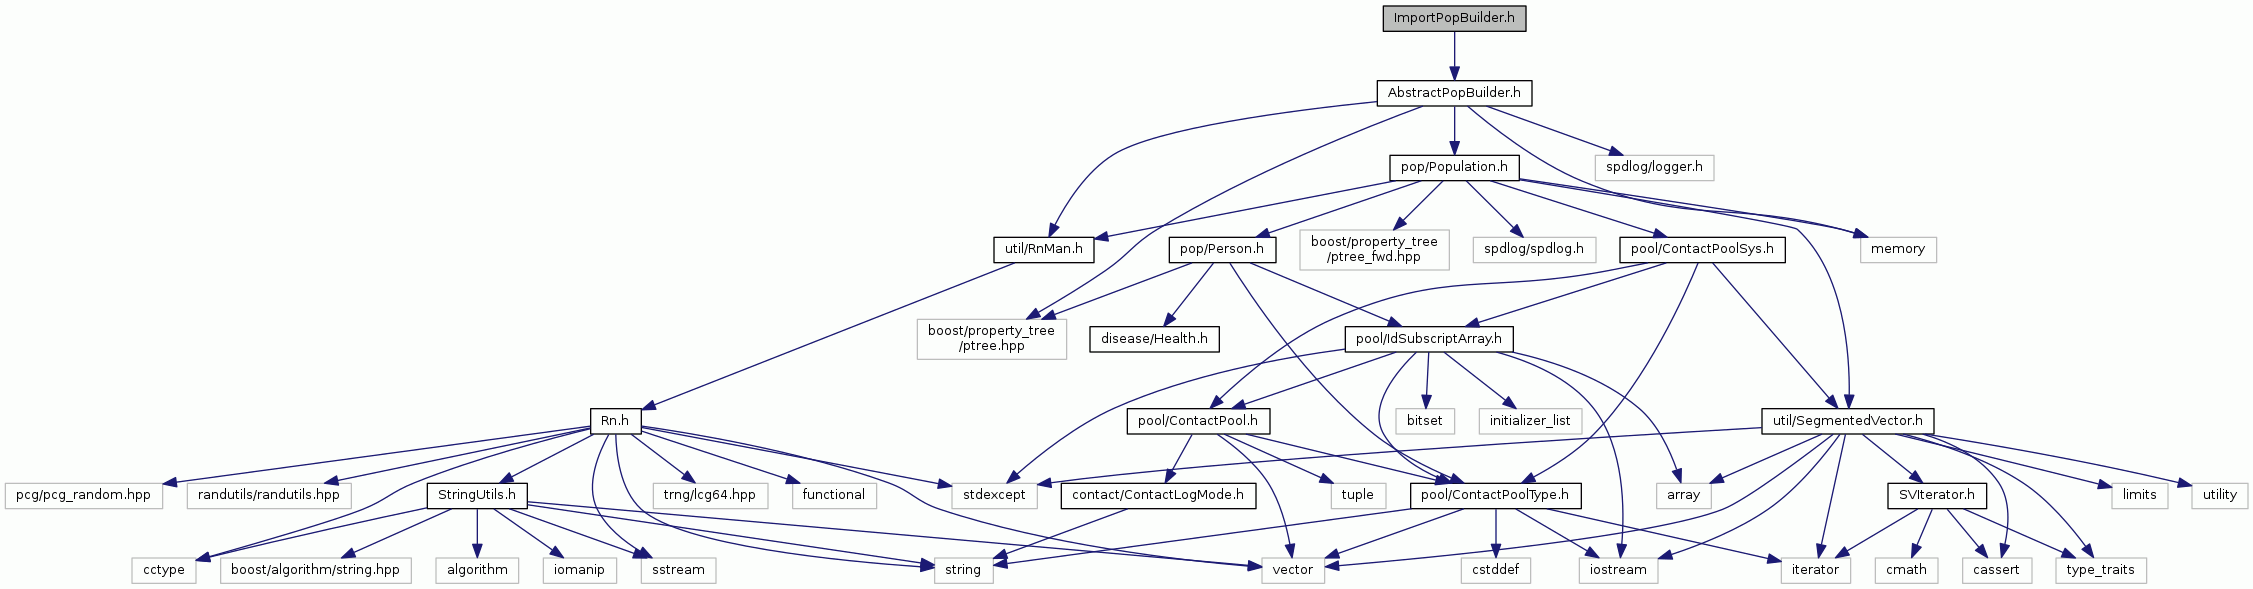 ImportPopBuilder.h
AbstractPopBuilder.h
pop/Population.h
spdlog/logger.h
util/RnMan.h
pop/Person.h
boost/property_tree
/ptree_fwd.hpp
spdlog/spdlog.h
pool/ContactPoolSys.h
memory
boost/property_tree
/ptree.hpp
disease/Health.h
pool/IdSubscriptArray.h
Rn.h
pool/ContactPool.h
bitset
initializer_list
util/SegmentedVector.h
pcg/pcg_random.hpp
randutils/randutils.hpp
StringUtils.h
trng/lcg64.hpp
functional
stdexcept
contact/ContactLogMode.h
tuple
pool/ContactPoolType.h
array
SVIterator.h
limits
utility
cctype
boost/algorithm/string.hpp
algorithm
iomanip
sstream
string
vector
cstddef
iostream
iterator
cmath
cassert
type_traits